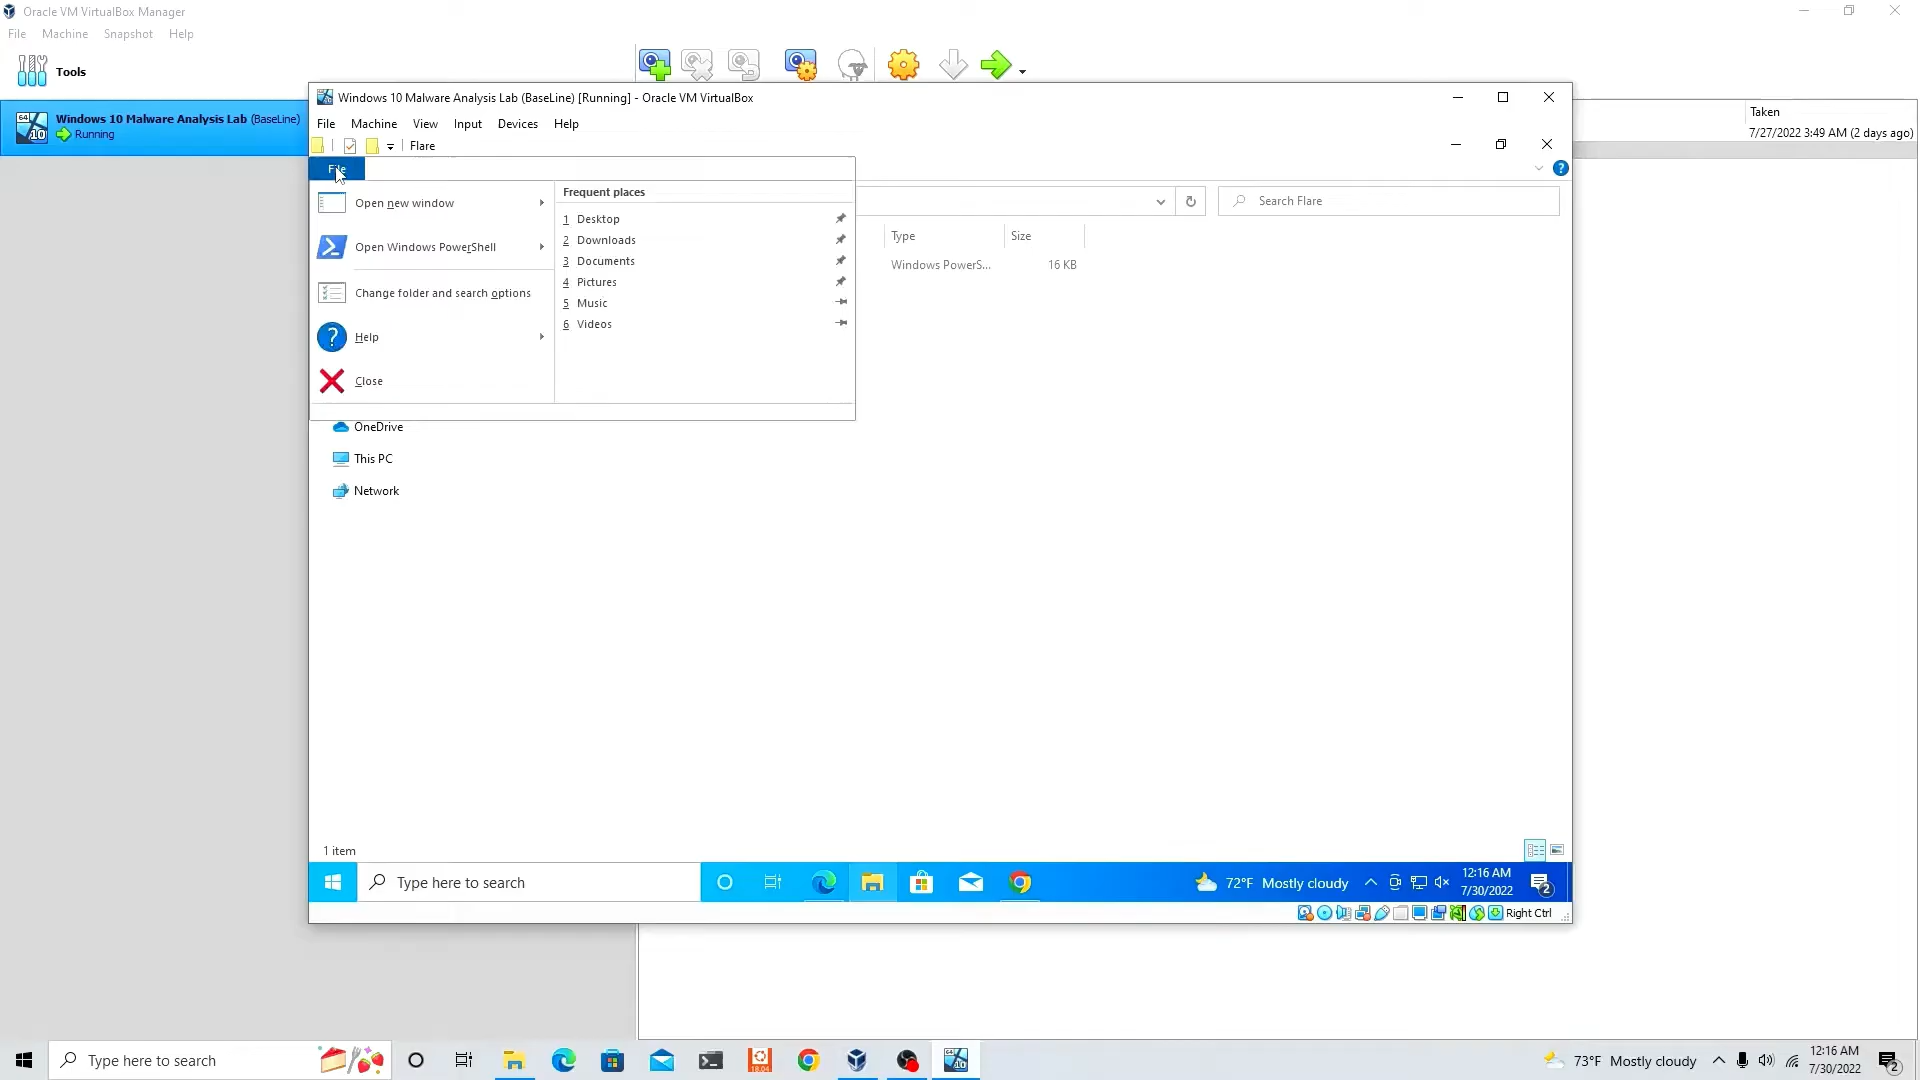 Oracle VM VirtualBox Manager
File Machine Snapshot Help
Tools
Windows 10 Malware Analysis Lab (BaseLine)
Running
Taken
7/27/2022 3:49 AM (2 days ago)
Windows 10 Malware Analysis Lab (BaseLine) [Running] - Oracle VM VirtualBox
File Machine View Input Devices Help
Flare
File
Search Flare
Open new window
Open Windows PowerShell
Change folder and search options
Help
Close
Frequent places
1 Desktop
2 Downloads
3 Documents
4 Pictures
5 Music
6 Videos
Type Size
Windows PowerS... 16 KB
OneDrive
This PC
Network
1 item
Type here to search
72°F Mostly cloudy
12:16 AM
7/30/2022
2
Right Ctrl
Type here to search
18.04
73°F Mostly cloudy
12:16 AM
7/30/2022
2